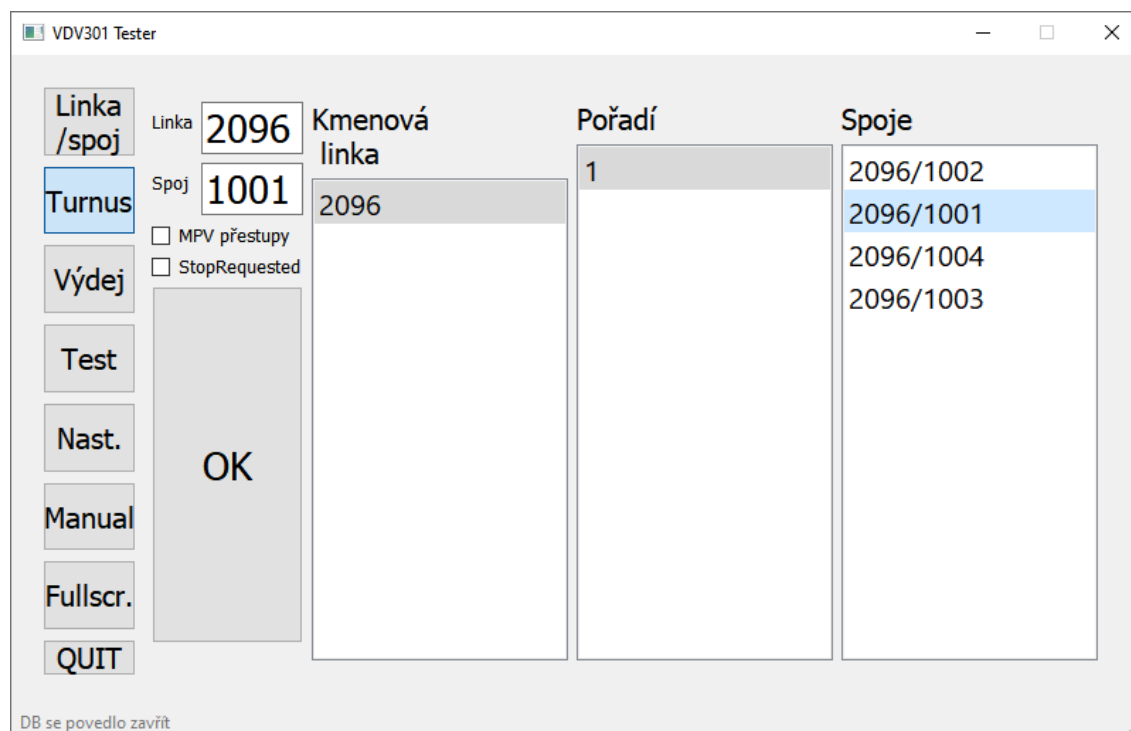 VDV301 Tester
Linka
/spoj
Turnus
Výdej
Test
Nast.
Manual
Fullscr.
QUIT
Linka 2096
Spoj 1001
MPV přestupy
StopRequested
OK
Kmenová
linka
2096
Pořadí
1
Spoje
2096/1002
2096/1001
2096/1004
2096/1003
DB se povedlo zavřít